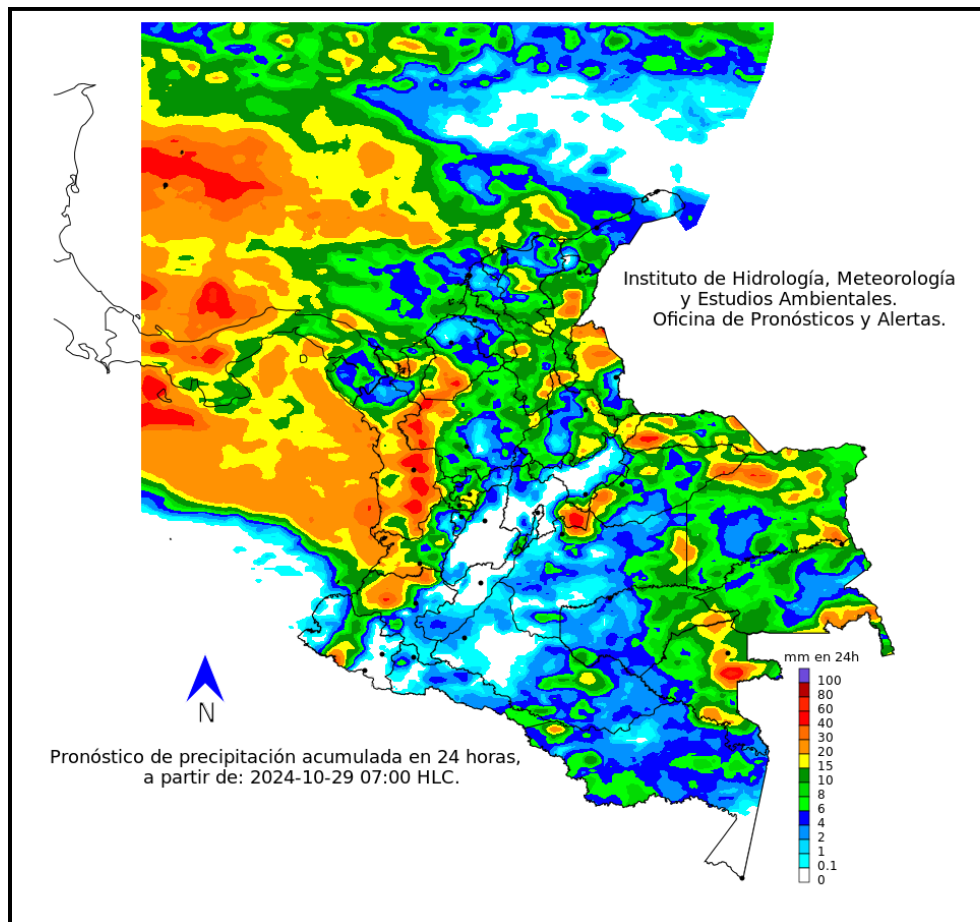 Instituto de Hidrología, Meteorología
y Estudios Ambientales.
Oficina de Pronósticos y Alertas.
D
mm en 24h
100
80
60
40
30
20
15
10
8
6
4
2
1
0.1
0
N
Pronóstico de precipitación acumulada en 24 horas,
a partir de: 2024-10-29 07:00 HLC.